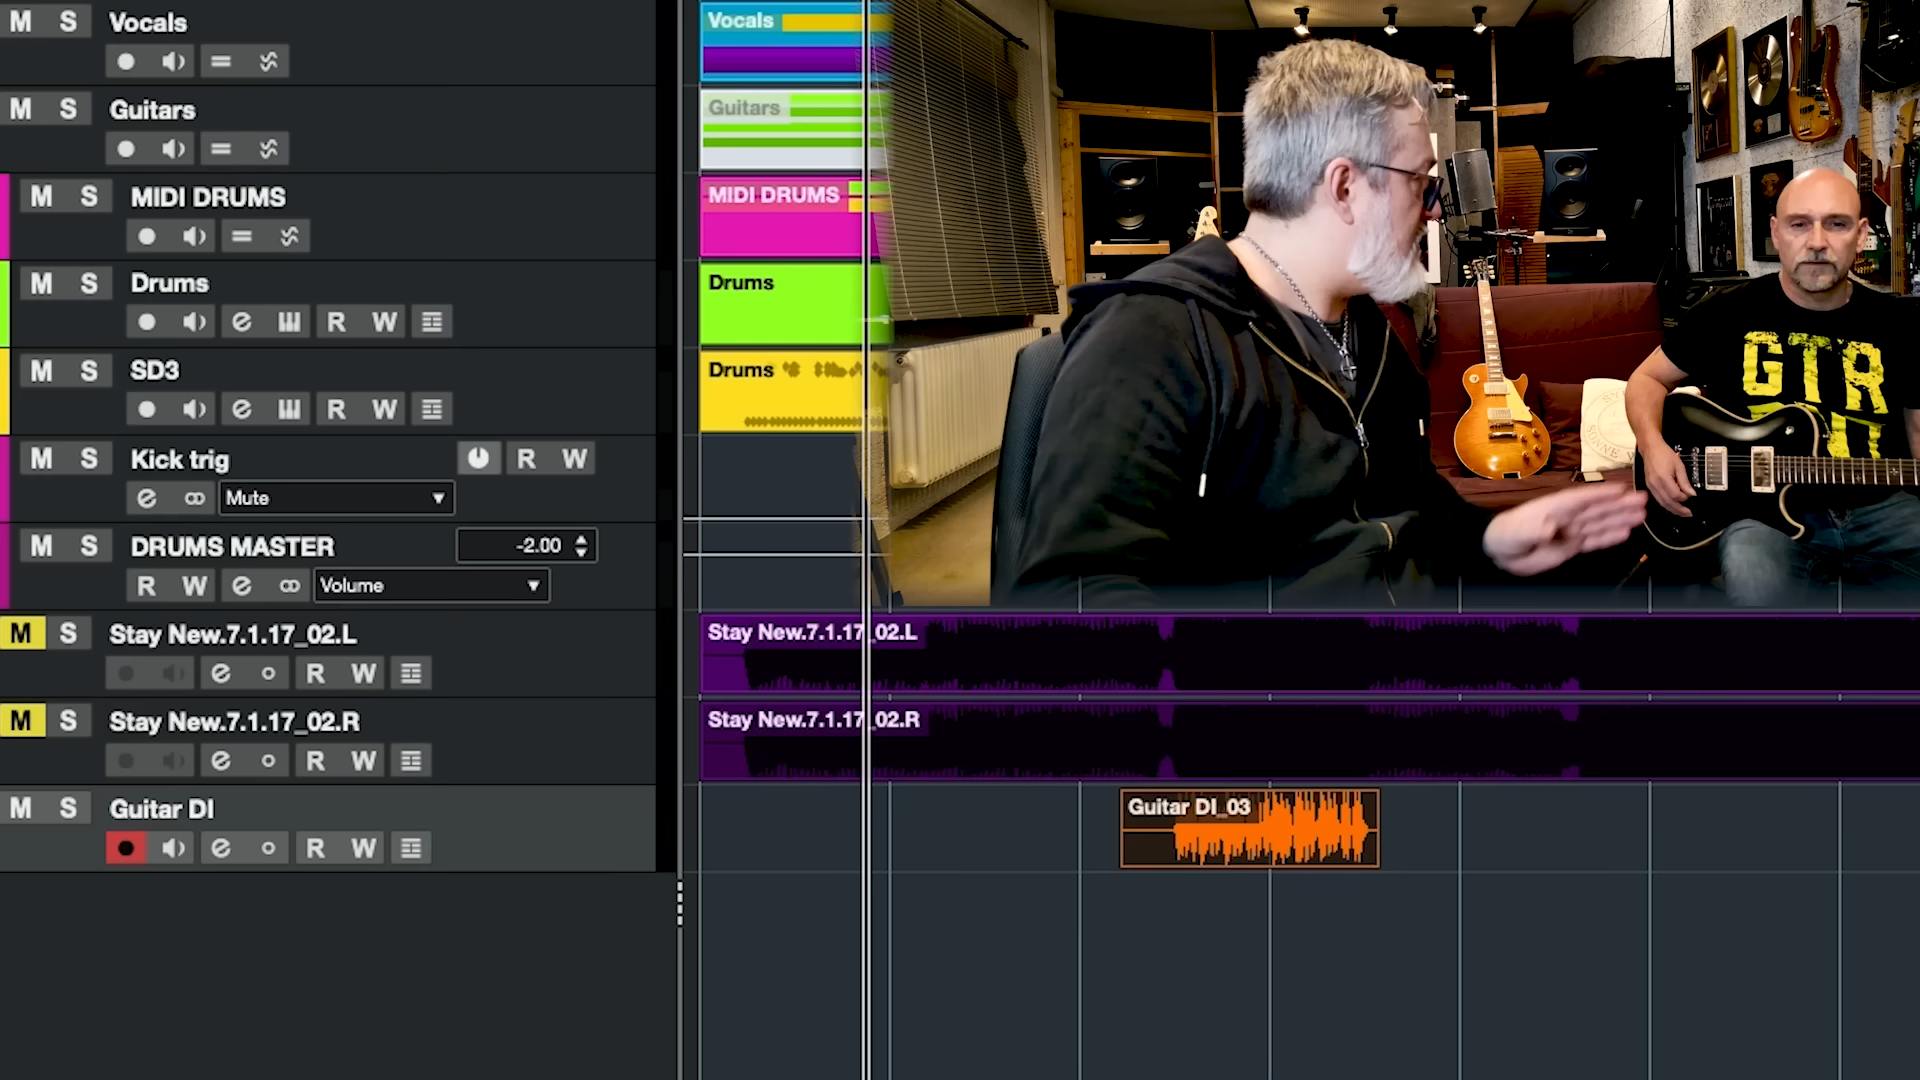 M S Vocals
M S Guitars
M S MIDI DRUMS
M S Drums
R W
M S SD3
R W
M S Kick trig R W
Mute
M S DRUMS MASTER -2.00
R W Volume
M S Stay New.7.1.17_02.L
R W
M S Stay New.7.1.17_02.R
R W
M S Guitar DI
R W
Vocals
Guitars
MIDI DRUMS
Drums
Drums
Stay New.7.1.17_02.L
Stay New.7.1.17_02.R
Guitar DI_03
GTR